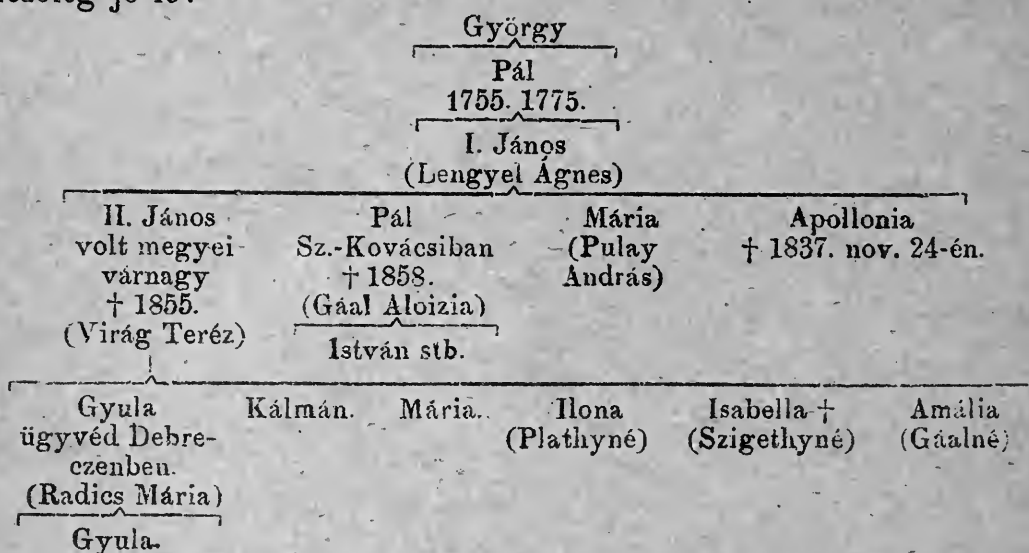 György
Pál
1755. 1775.
I. János
(Lengyel Ágnes)
II. János
volt megyei
várnagy
† 1855.
(Virág Teréz)
Pál
Sz.-Kovácsiban
† 1858.
(Gáal Aloizia)
István stb.
Mária
(Pulay
András)
Apollonia
† 1837. nov. 24-én.
Gyula
ügyvéd Debre-
czenben.
(Radics Mária)
Gyula.
Kálmán.
Mária.
Ilona
(Plathyné)
Isabella †
(Szigethyné)
Amália
(Gáalné)